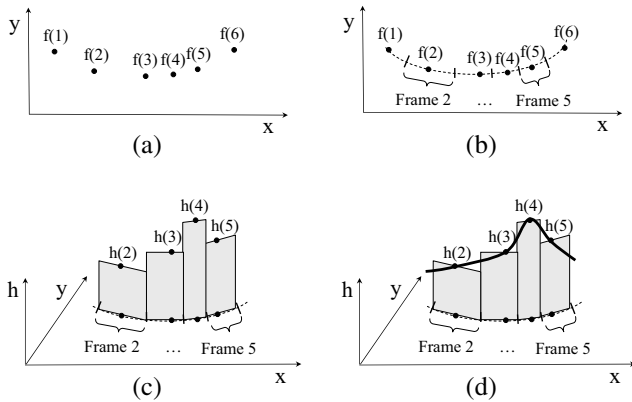 y
f(1)
f(2)
f(3) f(4) f(5)
f(6)
x
(a)
y
f(1)
f(2)
f(3) f(4) f(5)
f(6)
Frame 2 ... Frame 5
x
(b)
h
y
h(2)
h(3)
h(4)
h(5)
Frame 2 ... Frame 5
x
(c)
h
y
h(2)
h(3)
h(4)
h(5)
Frame 2 ... Frame 5
x
(d)